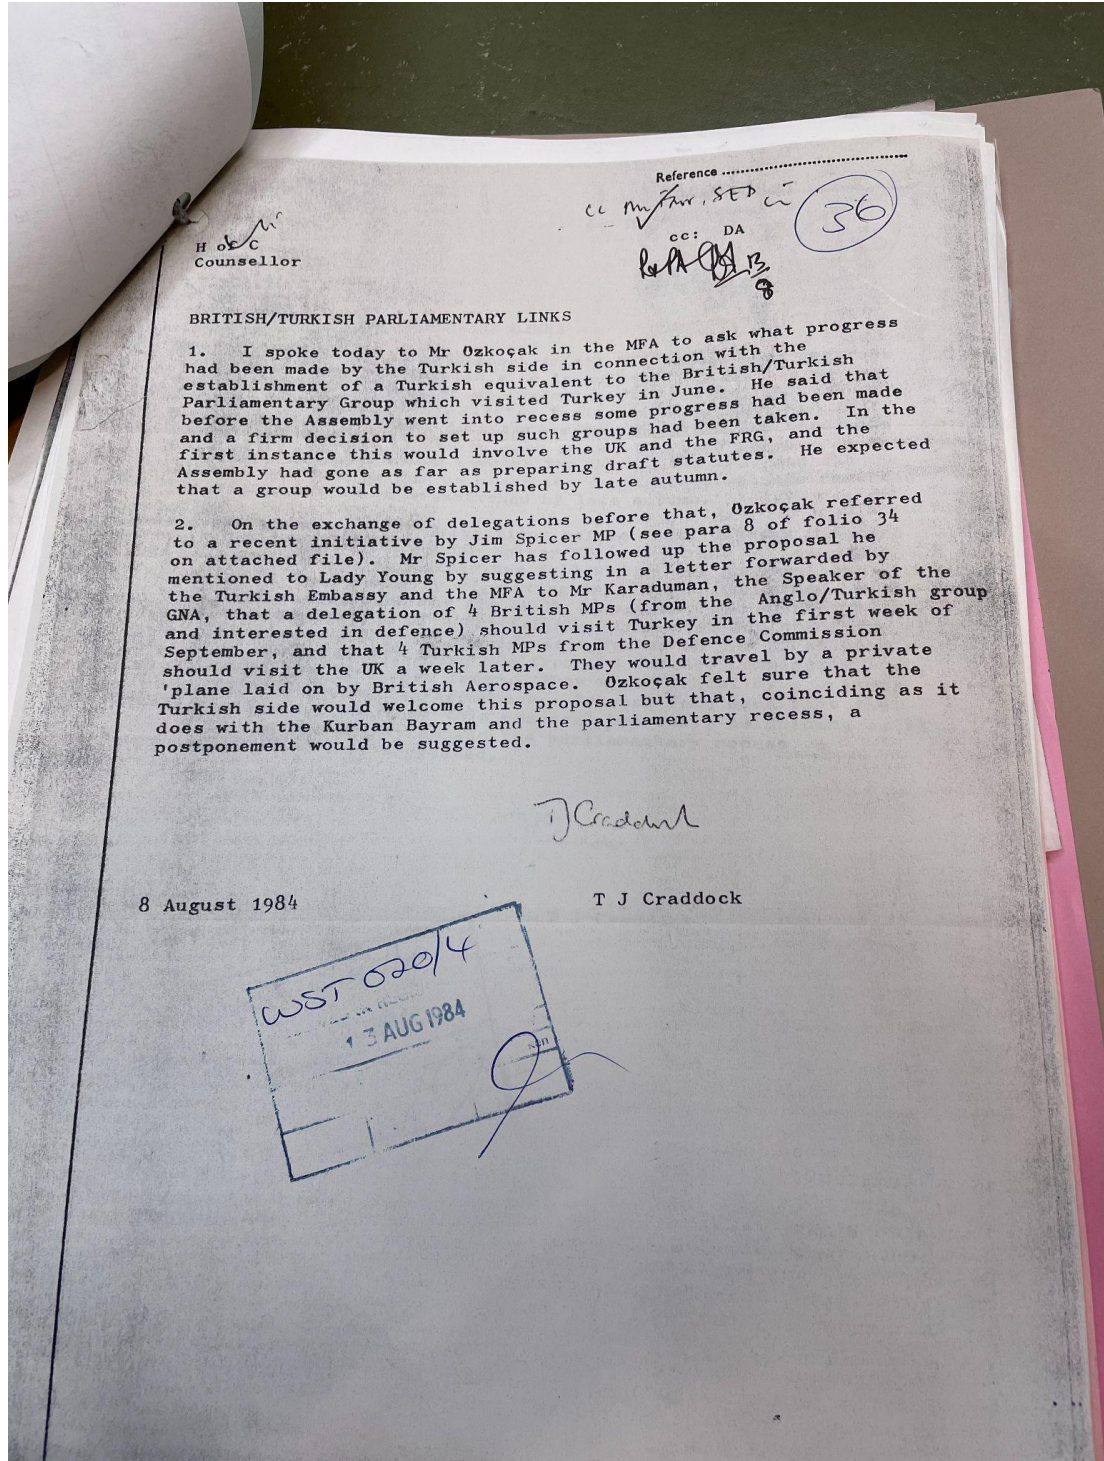 Reference ........................................
cc Mr , SED
36
cc: DA
H of C
Counsellor
13/8
BRITISH/TURKISH PARLIAMENTARY LINKS
1. I spoke today to Mr Özkoçak in the MFA to ask what progress
had been made by the Turkish side in connection with the
establishment of a Turkish equivalent to the British/Turkish
Parliamentary Group which visited Turkey in June. He said that
before the Assembly went into recess some progress had been made
and a firm decision to set up such groups had been taken. In the
first instance this would involve the UK and the FRG, and the
Assembly had gone as far as preparing draft statutes. He expected
that a group would be established by late autumn.
2. On the exchange of delegations before that, Özkoçak referred
to a recent initiative by Jim Spicer MP (see para 8 of folio 34
on attached file). Mr Spicer has followed up the proposal he
mentioned to Lady Young by suggesting in a letter forwarded by
the Turkish Embassy and the MFA to Mr Karaduman, the Speaker of the
GNA, that a delegation of 4 British MPs (from the Anglo/Turkish group
and interested in defence) should visit Turkey in the first week of
September, and that 4 Turkish MPs from the Defence Commission
should visit the UK a week later. They would travel by a private
'plane laid on by British Aerospace. Özkoçak felt sure that the
Turkish side would welcome this proposal but that, coinciding as it
does with the Kurban Bayram and the parliamentary recess, a
postponement would be suggested.
TJ Craddock
8 August 1984 T J Craddock
WST 020/4
13 AUG 1984